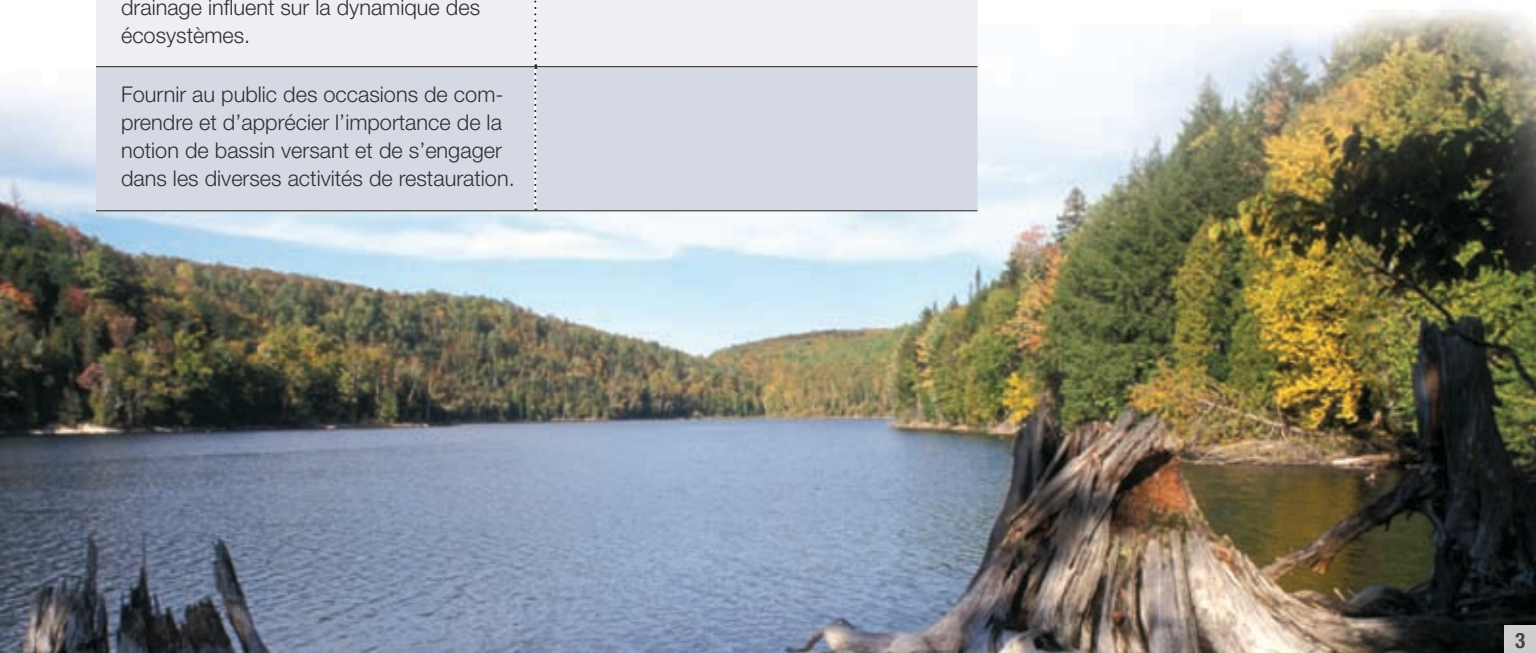 drainage influent sur la dynamique des
écosystèmes.
Fournir au public des occasions de com-
prendre et d’apprécier l’importance de la
notion de bassin versant et de s’engager
dans les diverses activités de restauration.
3